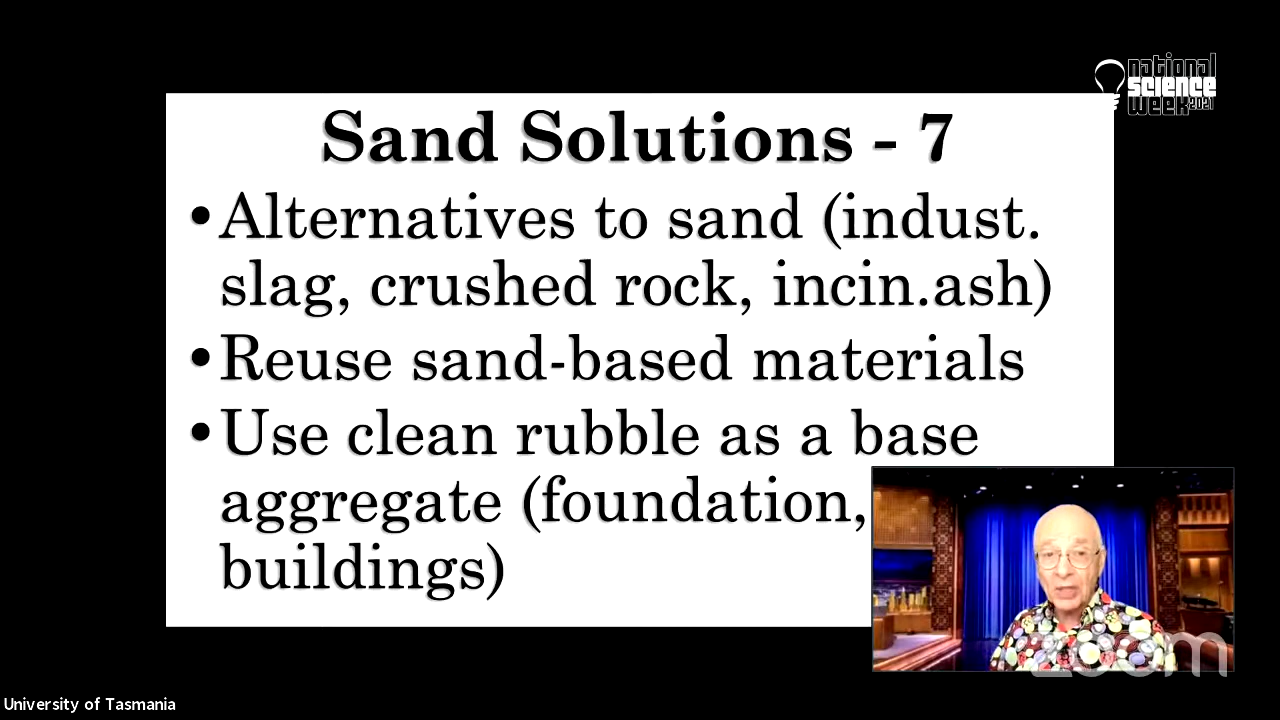 national
science
week 2021
Sand Solutions - 7
•Alternatives to sand (indust.
slag, crushed rock, incin.ash)
•Reuse sand-based materials
•Use clean rubble as a base
aggregate (foundation,
buildings)
zoom
University of Tasmania